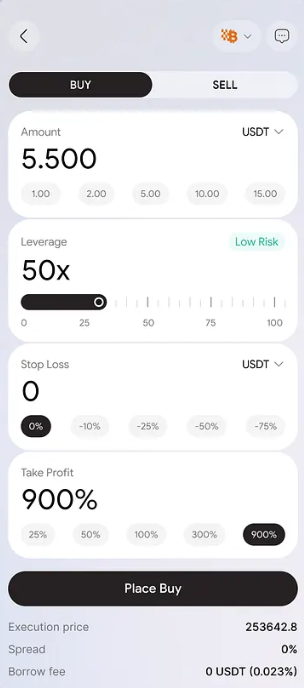 BUY SELL
Amount USDT
5.500
1.00 2.00 5.00 10.00 15.00
Leverage Low Risk
50x
0 25 50 75 100
Stop Loss USDT
0
0% -10% -25% -50% -75%
Take Profit
900%
25% 50% 100% 300% 900%
Place Buy
Execution price 253642.8
Spread 0%
Borrow fee 0 USDT (0.023%)